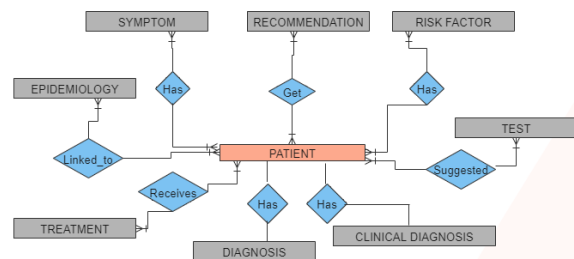 SYMPTOM
RECOMMENDATION
RISK FACTOR
EPIDEMIOLOGY
Has
Get
Has
TEST
Linked_to
PATIENT
Suggested
Receives
Has
Has
TREATMENT
CLINICAL DIAGNOSIS
DIAGNOSIS